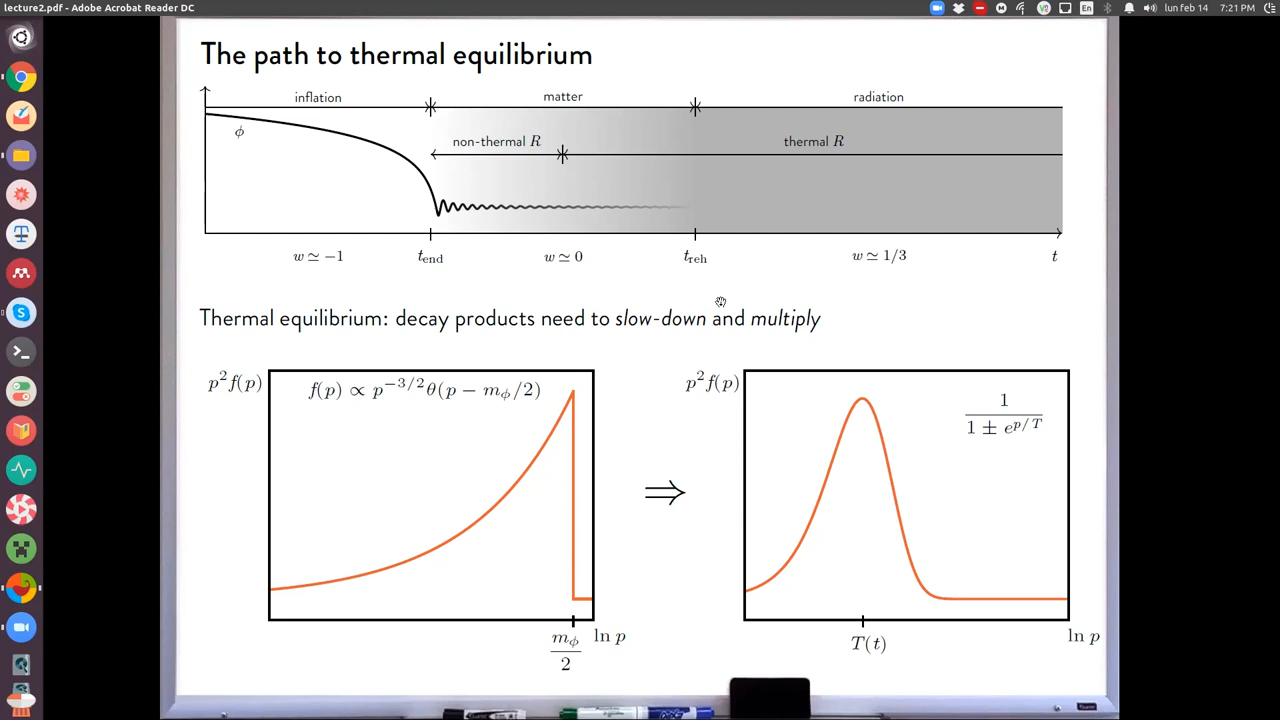 lecture2.pdf - Adobe Acrobat Reader DC
En
lun feb 14
7:21 PM
The path to thermal equilibrium
inflation
matter
radiation
ϕ
non-thermal R
thermal R
w ≃ −1
t_end
w ≃ 0
t_reh
w ≃ 1/3
t
Thermal equilibrium: decay products need to slow-down and multiply
p²f(p)
f(p) ∝ p^{−3/2}θ(p − m_ϕ/2)
m_ϕ/2
ln p
⇒
p²f(p)
1/(1 ± e^{p/T})
T(t)
ln p